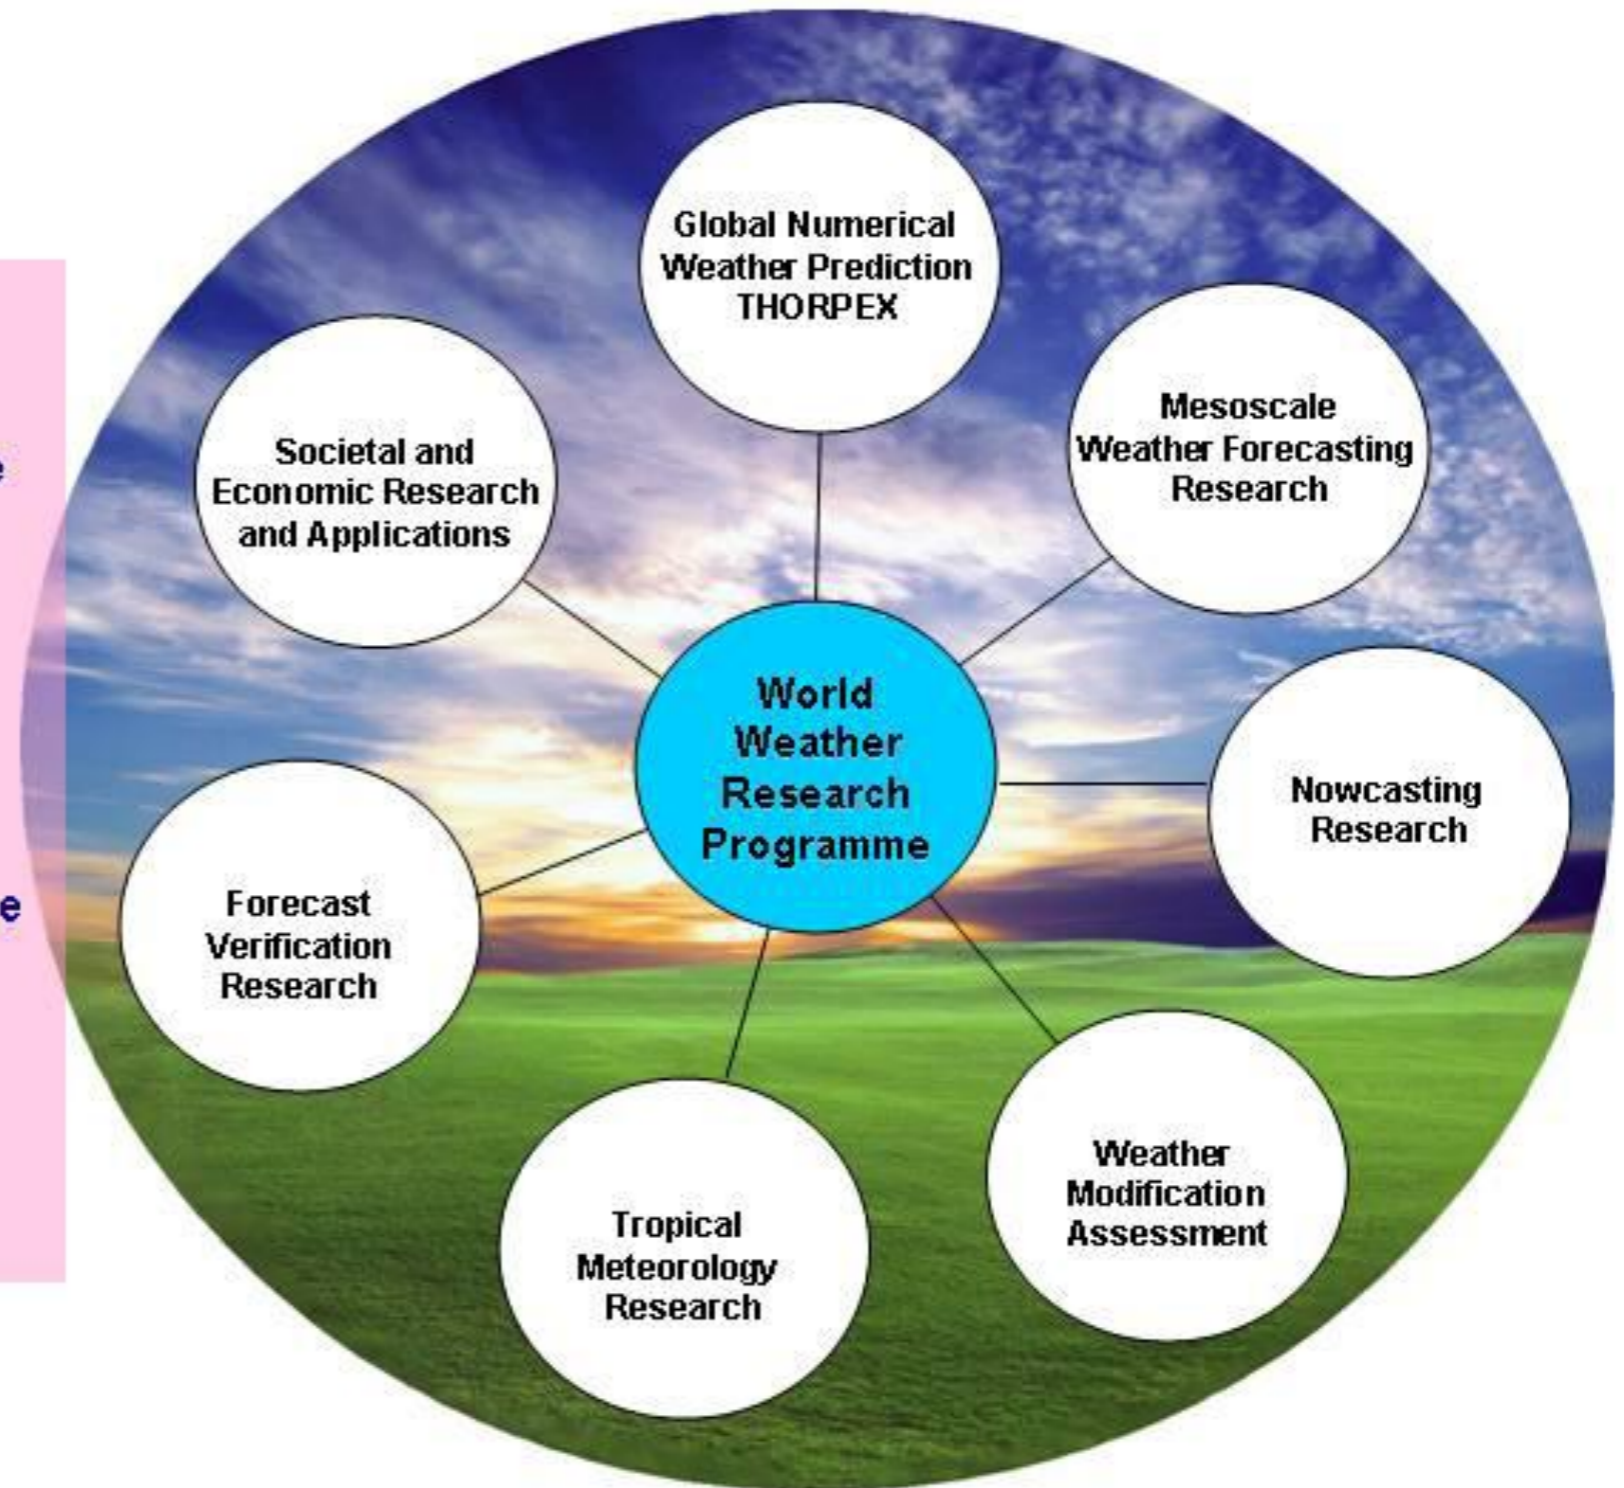 Global Numerical
Weather Prediction
THORPEX
Mesoscale
Weather Forecasting
Research
Societal and
Economic Research
and Applications
World
Weather
Research
Programme
Nowcasting
Research
Forecast
Verification
Research
Weather
Modification
Assessment
Tropical
Meteorology
Research